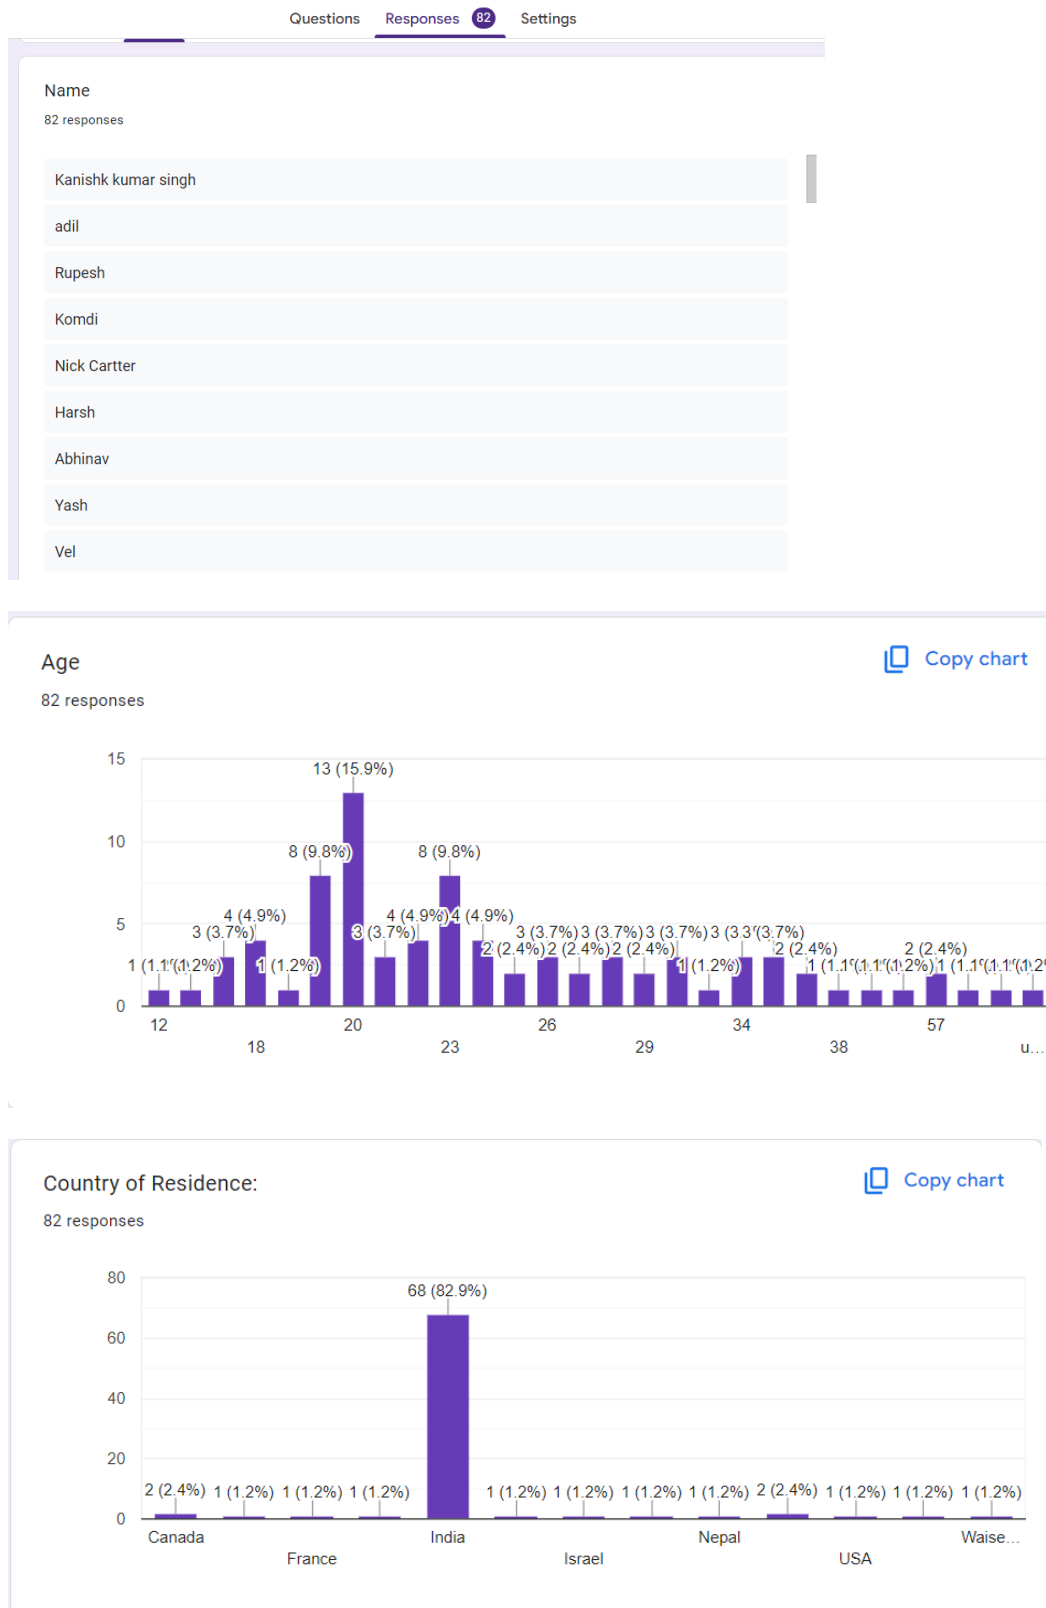 Questions Responses 82 Settings
Name
82 responses
Kanishk kumar singh
adil
Rupesh
Komdi
Nick Cartter
Harsh
Abhinav
Yash
Vel
Age
Copy chart
82 responses
15
13 (15.9%)
10
8 (9.8%) 8 (9.8%)
5
4 (4.9%) 4 (4.9%) 4 (4.9%)
3 (3.7%) 3 (3.7%) 3 (3.7%) 3 (3.7%) 3 (3.7%) 3 (3.7%)
2 (2.4%) 2 (2.4%) 2 (2.4%) 2 (2.4%) 2 (2.4%)
1 (1.2%) 1 (1.2%)
0
12 20 26 34 57
18 23 29 38 u...
Country of Residence:
Copy chart
82 responses
80
68 (82.9%)
60
40
20
2 (2.4%) 1 (1.2%) 1 (1.2%) 1 (1.2%) 1 (1.2%) 1 (1.2%) 1 (1.2%) 1 (1.2%) 2 (2.4%) 1 (1.2%) 1 (1.2%) 1 (1.2%)
0
Canada India Nepal Waise...
France Israel USA